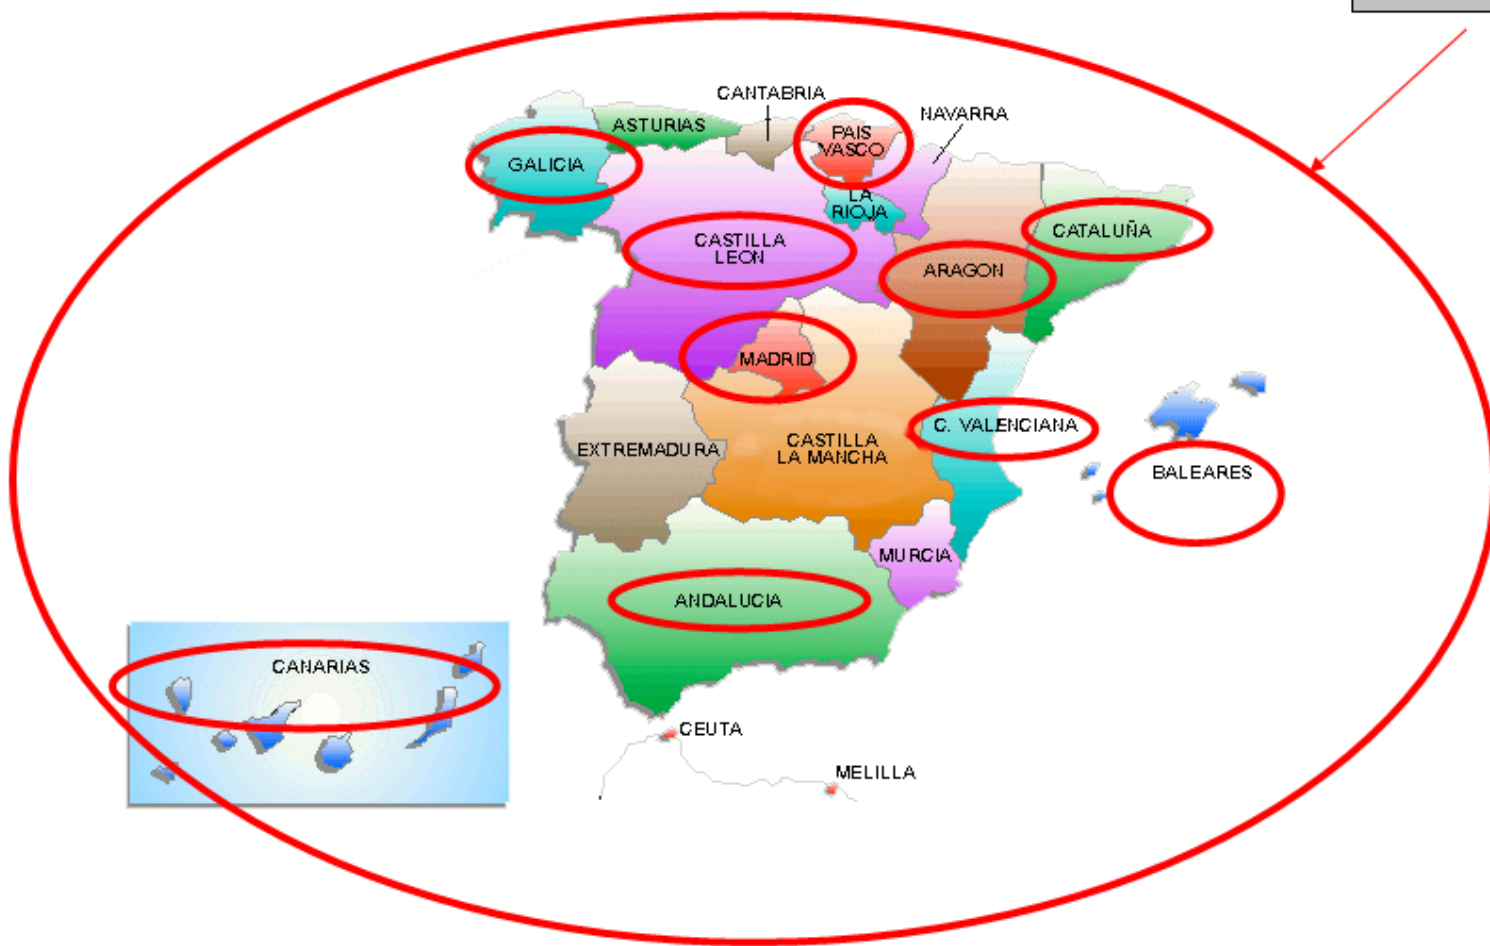 CANTABRIA
NAVARRA
ASTURIAS
PAIS
VASCO
GALICIA
LA
RIOJA
CATALUÑA
CASTILLA
LEON
ARAGON
MADRID
C. VALENCIANA
CASTILLA
LA MANCHA
EXTREMADURA
BALEARES
MURCIA
ANDALUCIA
CANARIAS
CEUTA
MELILLA